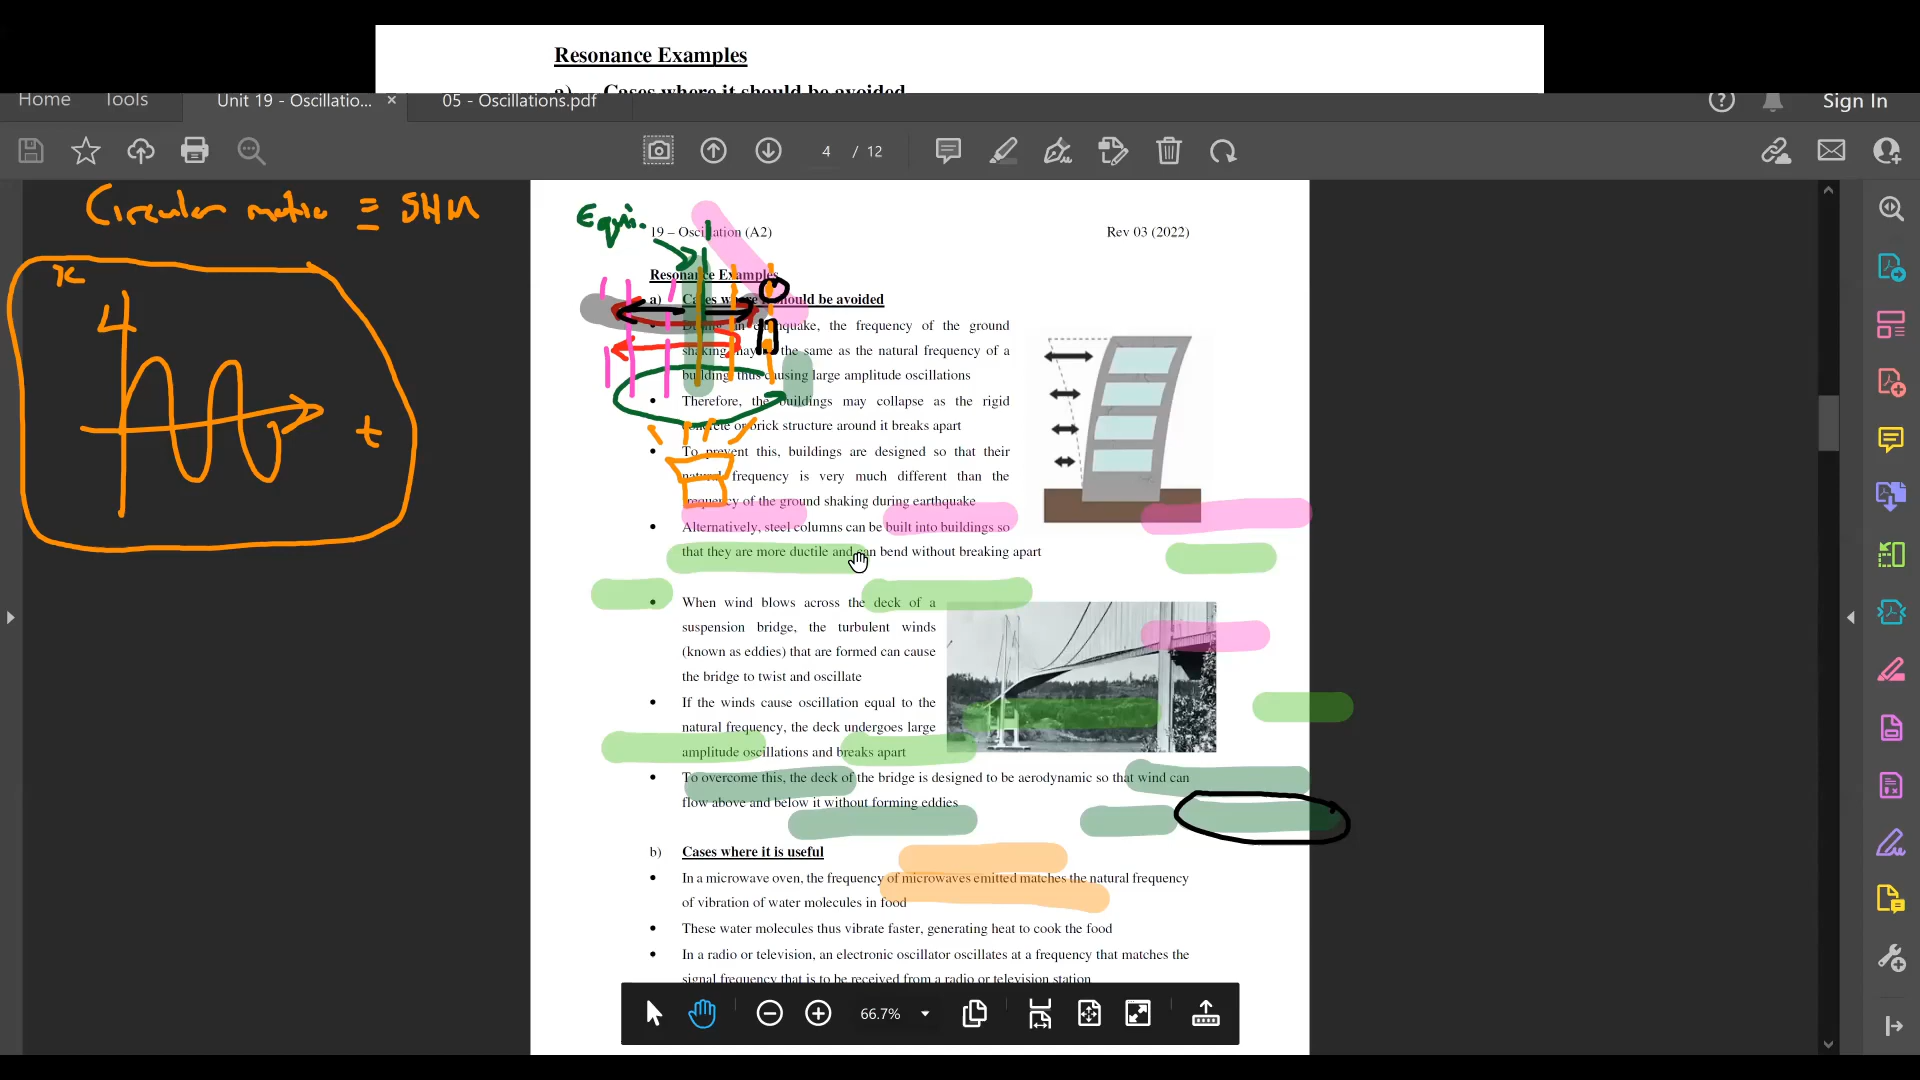 Resonance Examples
a) Cases where it should be avoided
Home Tools Unit 19 - Oscillatio... × 05 - Oscillations.pdf Sign In
4 / 12
Circular motion = SHM
Equi.
19 – Oscillation (A2) Rev 03 (2022)
x
t
Resonance Examples
a) Cases where it should be avoided
• During an earthquake, the frequency of the ground
shaking may be the same as the natural frequency of a
building, thus causing large amplitude oscillations
• Therefore, the buildings may collapse as the rigid
concrete or brick structure around it breaks apart
• To prevent this, buildings are designed so that their
natural frequency is very much different than the
frequency of the ground shaking during earthquake
• Alternatively, steel columns can be built into buildings so
that they are more ductile and can bend without breaking apart
• When wind blows across the deck of a
suspension bridge, the turbulent winds
(known as eddies) that are formed can cause
the bridge to twist and oscillate
• If the winds cause oscillation equal to the
natural frequency, the deck undergoes large
amplitude oscillations and breaks apart
• To overcome this, the deck of the bridge is designed to be aerodynamic so that wind can
flow above and below it without forming eddies
b) Cases where it is useful
• In a microwave oven, the frequency of microwaves emitted matches the natural frequency
of vibration of water molecules in food
• These water molecules thus vibrate faster, generating heat to cook the food
• In a radio or television, an electronic oscillator oscillates at a frequency that matches the
signal frequency that is to be received from a radio or television station
66.7%